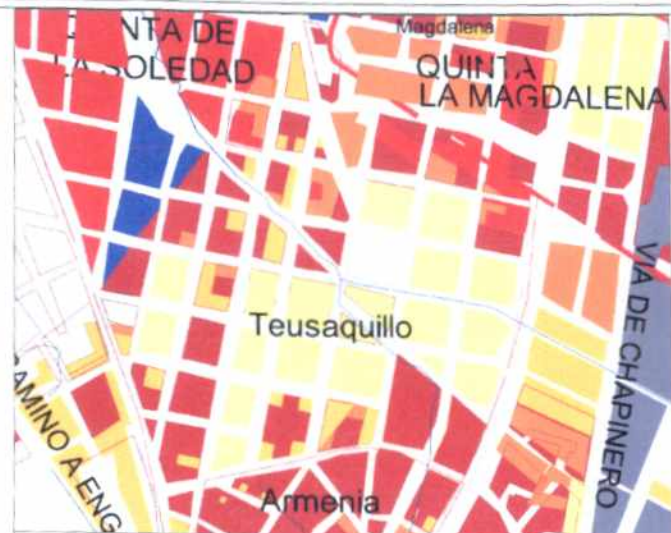 NTA DE
LA SOLEDAD
Magdalena
QUINTA
LA MAGDALENA
Teusaquillo
VIA DE CHAPINERO
AMINO A ENG
Armenia